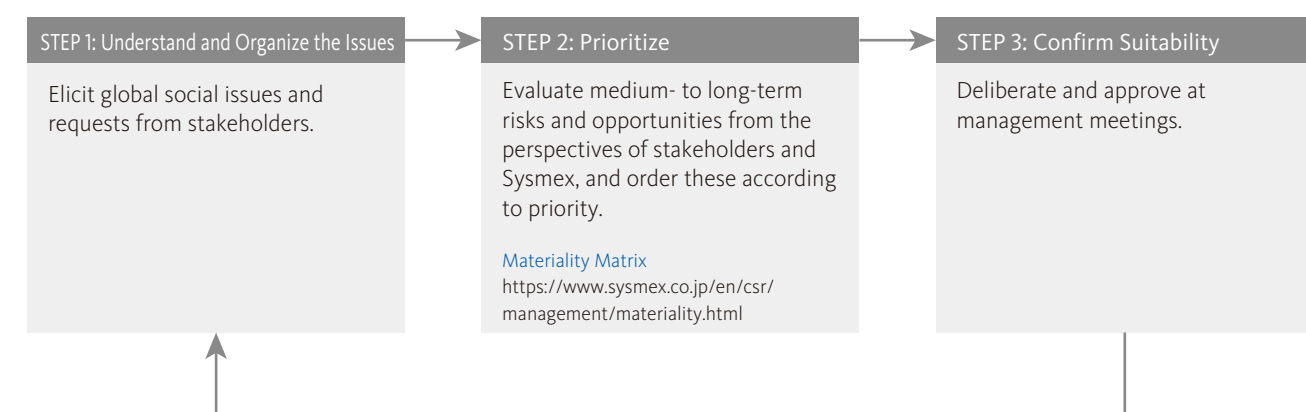 STEP 1: Understand and Organize the Issues
Elicit global social issues and
requests from stakeholders.
STEP 2: Prioritize
Evaluate medium- to long-term
risks and opportunities from the
perspectives of stakeholders and
Sysmex, and order these according
to priority.
Materiality Matrix
https://www.sysmex.co.jp/en/csr/
management/materiality.html
STEP 3: Confirm Suitability
Deliberate and approve at
management meetings.